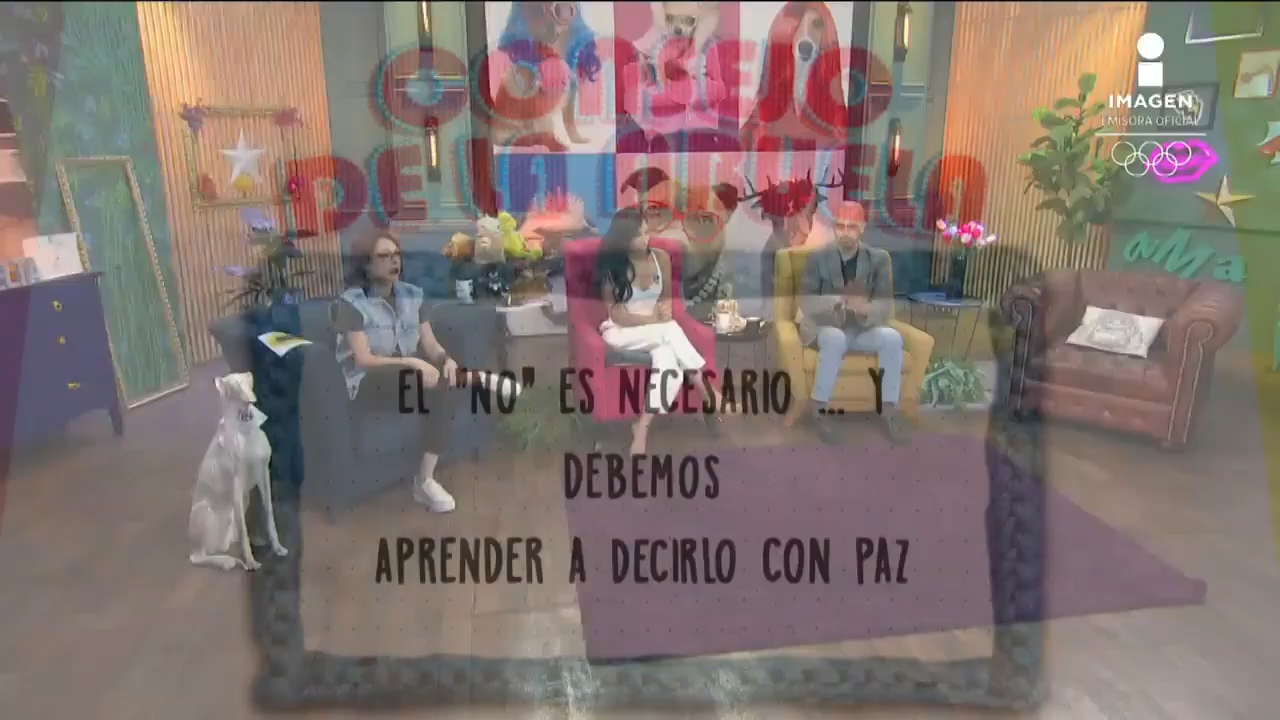 CONSEJO
DE LA ABUELA
IMAGEN
EMISORA OFICIAL
EL "NO" ES NECESARIO ... Y
DEBEMOS
APRENDER A DECIRLO CON PAZ